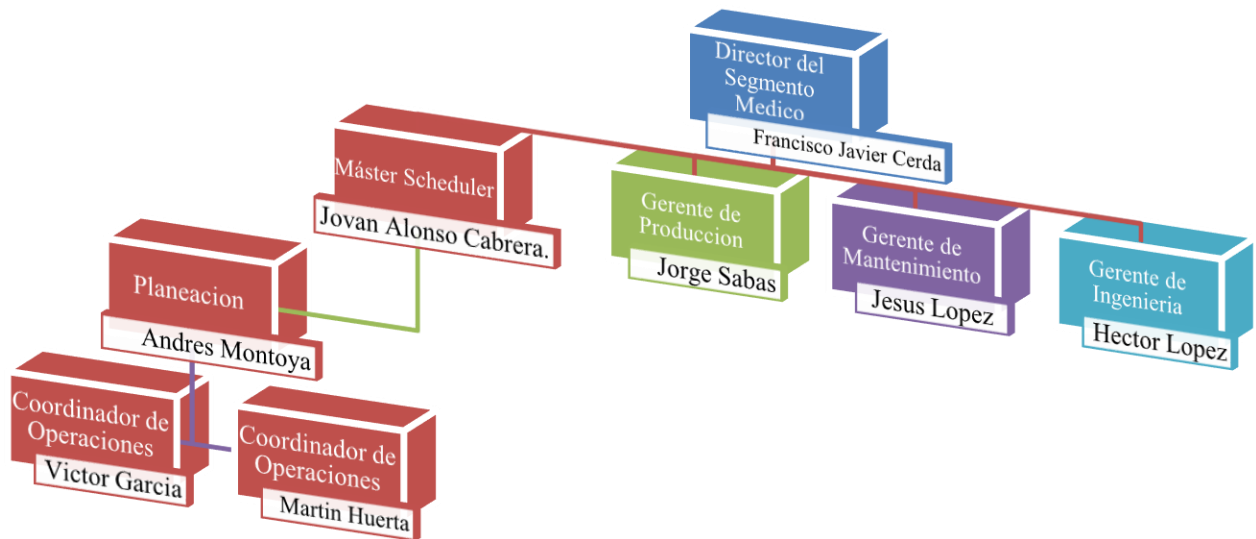 Director del
Segmento
Medico
Francisco Javier Cerda
Máster Scheduler
Jovan Alonso Cabrera.
Gerente de
Produccion
Jorge Sabas
Gerente de
Mantenimiento
Jesus Lopez
Gerente de
Ingenieria
Hector Lopez
Planeacion
Andres Montoya
Coordinador de
Operaciones
Victor Garcia
Coordinador de
Operaciones
Martin Huerta